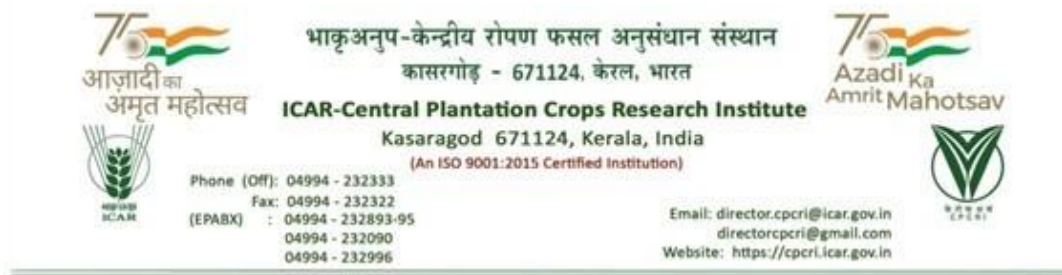 75
आज़ादी का
अमृत महोत्सव
भाकृअनुप-केन्द्रीय रोपण फसल अनुसंधान संस्थान
कासरगोड़ - 671124, केरल, भारत
ICAR-Central Plantation Crops Research Institute
Kasaragod 671124, Kerala, India
(An ISO 9001:2015 Certified Institution)
75
Azadi Ka
Amrit Mahotsav
ICAR
Phone (Off): 04994 - 232333
Fax: 04994 - 232322
(EPABX) : 04994 - 232893-95
04994 - 232090
04994 - 232996
Email: director.cpcri@icar.gov.in
directorcpcri@gmail.com
Website: https://cpcri.icar.gov.in
CPCRI